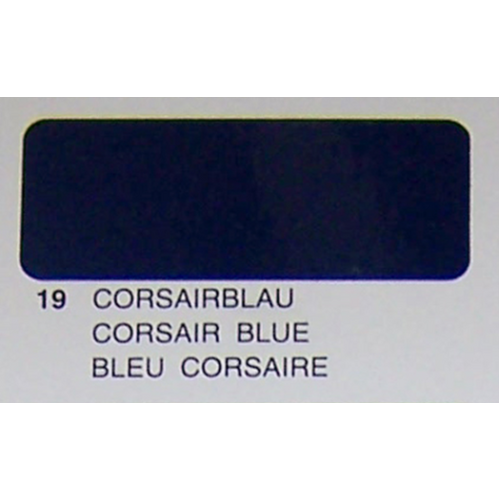 19 CORSAIRBLAU
CORSAIR BLUE
BLEU CORSAIRE